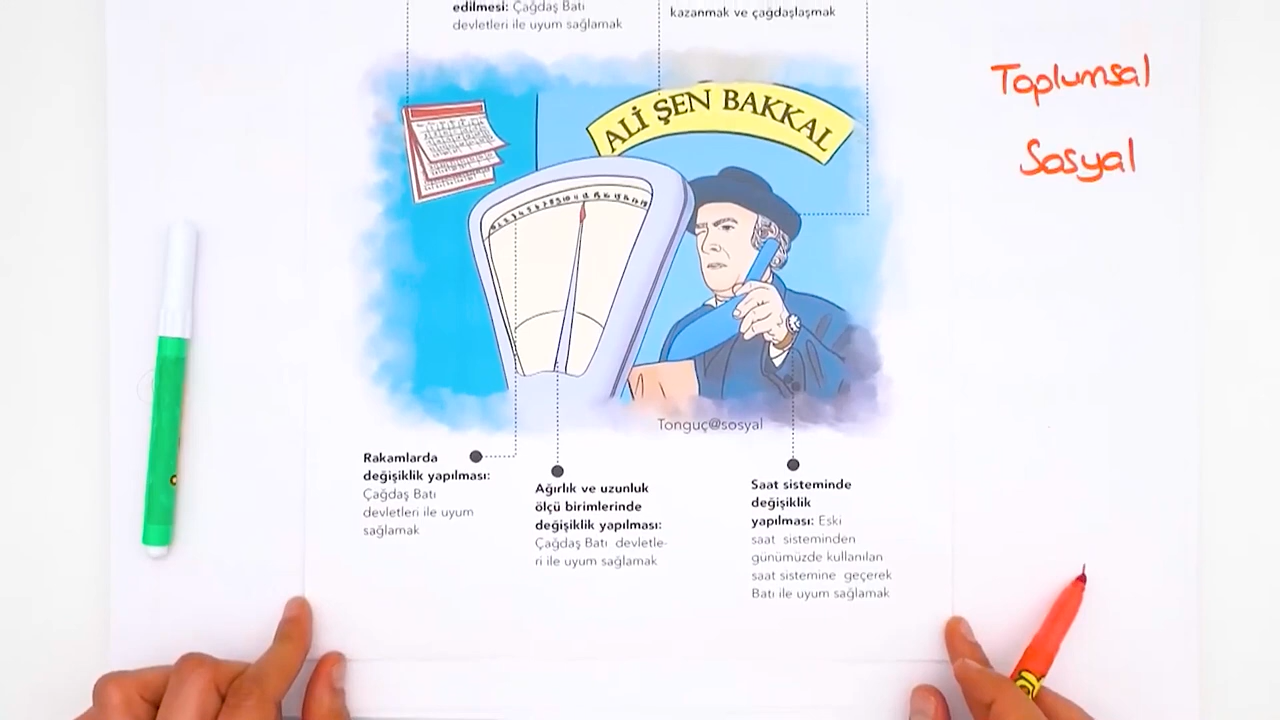 edilmesi: Çağdaş Batı
devletleri ile uyum sağlamak
kazanmak ve çağdaşlaşmak
Toplumsal
Sosyal
ALİ ŞEN BAKKAL
Tonguç@sosyal
Rakamlarda
değişiklik yapılması:
Çağdaş Batı
devletleri ile uyum
sağlamak
Ağırlık ve uzunluk
ölçü birimlerinde
değişiklik yapılması:
Çağdaş Batı devletle-
ri ile uyum sağlamak
Saat sisteminde
değişiklik
yapılması: Eski
saat sisteminden
günümüzde kullanılan
saat sistemine geçerek
Batı ile uyum sağlamak